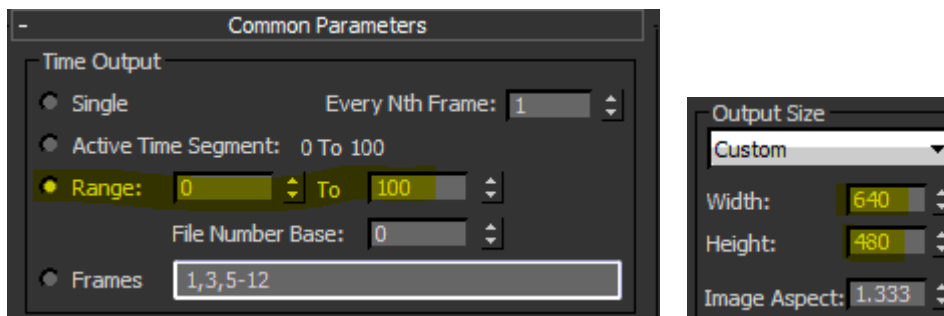 - Common Parameters
Time Output
Single Every Nth Frame: 1
Active Time Segment: 0 To 100
Range: 0 To 100
File Number Base: 0
Frames 1,3,5-12
Output Size
Custom
Width: 640
Height: 480
Image Aspect: 1.333